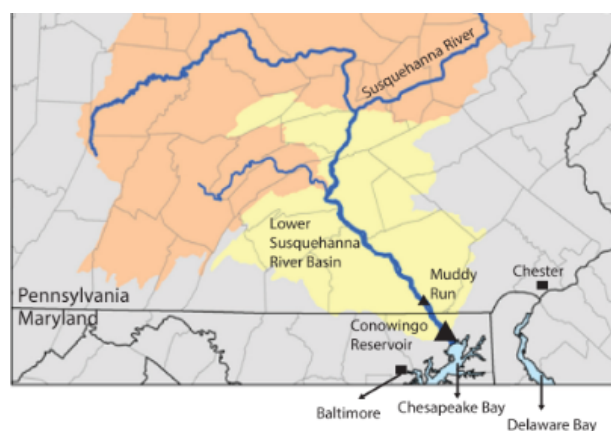 Susquehanna River
Lower
Susquehanna
River Basin
Muddy
Run
Chester
Pennsylvania
Maryland
Conowingo
Reservoir
Baltimore
Chesapeake Bay
Delaware Bay